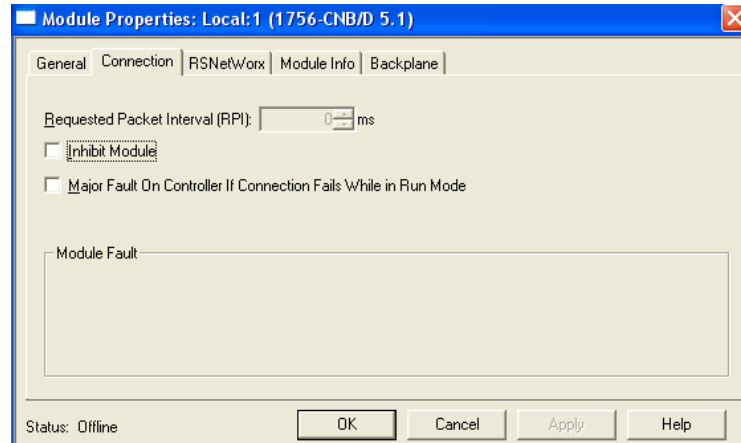 Module Properties: Local:1 (1756-CNB/D 5.1)
General Connection RSNetWorx Module Info Backplane
Requested Packet Interval (RPI): 0 ms
Inhibit Module
Major Fault On Controller If Connection Fails While in Run Mode
Module Fault
Status: Offline OK Cancel Apply Help